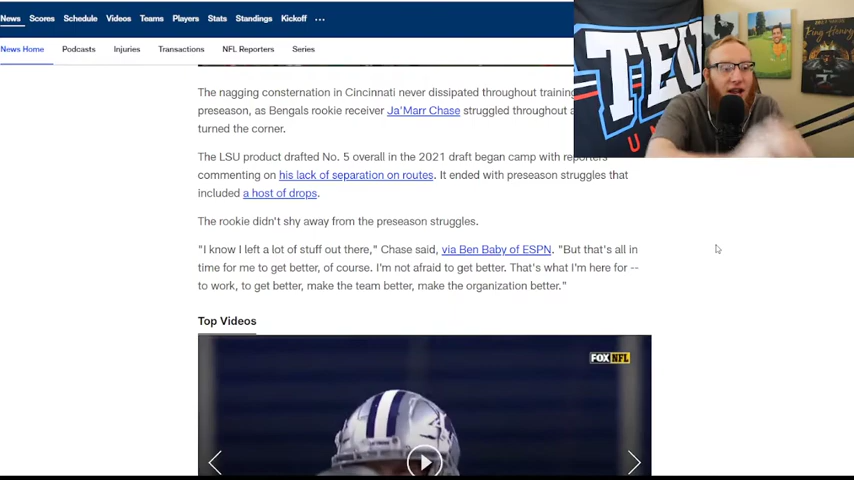 News Scores Schedule Videos Teams Players Stats Standings Kickoff ...
News Home Podcasts Injuries Transactions NFL Reporters Series
The nagging consternation in Cincinnati never dissipated throughout training
preseason, as Bengals rookie receiver Ja'Marr Chase struggled throughout
turned the corner.
The LSU product drafted No. 5 overall in the 2021 draft began camp with reporters
commenting on his lack of separation on routes. It ended with preseason struggles that
included a host of drops.
The rookie didn't shy away from the preseason struggles.
"I know I left a lot of stuff out there," Chase said, via Ben Baby of ESPN. "But that's all in
time for me to get better, of course. I'm not afraid to get better. That's what I'm here for --
to work, to get better, make the team better, make the organization better."
Top Videos
FOX NFL
TEU
U
King Henry